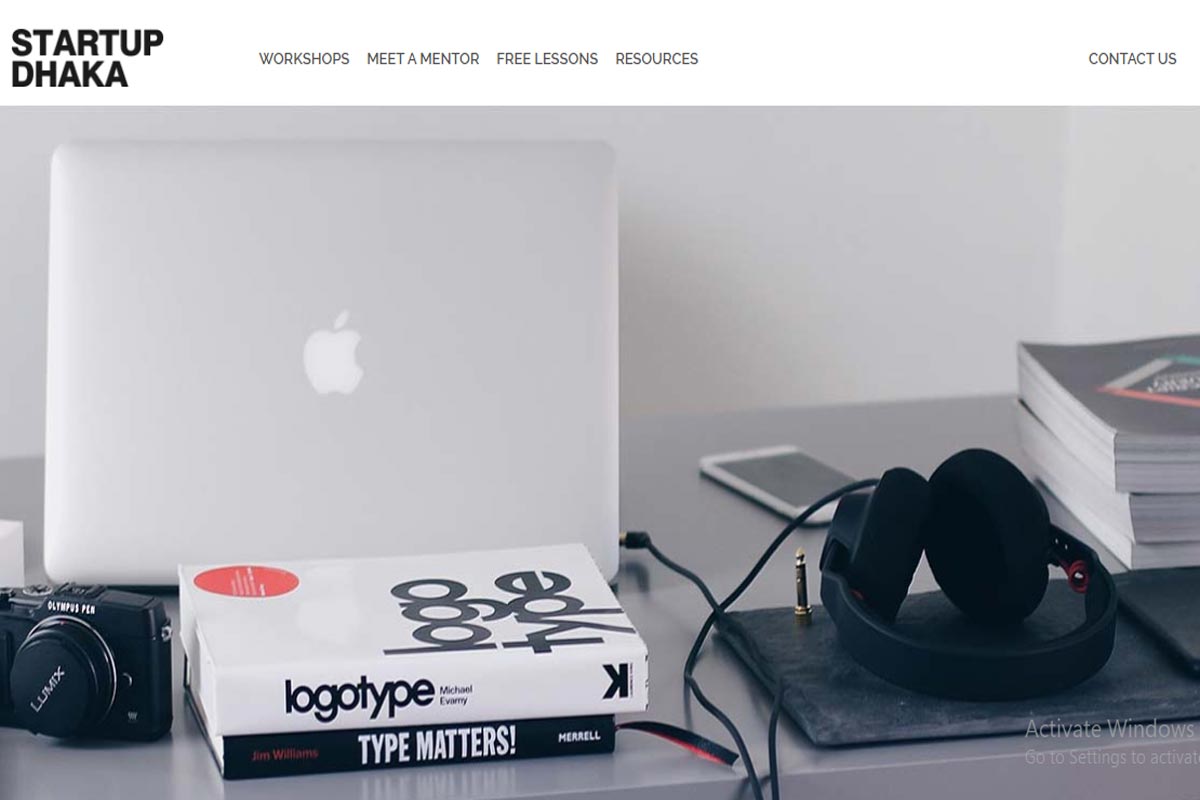 STARTUP
DHAKA
WORKSHOPS MEET A MENTOR FREE LESSONS RESOURCES CONTACT US
OLYMPUS PEN
LUMIX
logo
type
logotype Michael
Evamy
K
Jim Williams TYPE MATTERS! MERRELL
Activate Windows
Go to Settings to activate